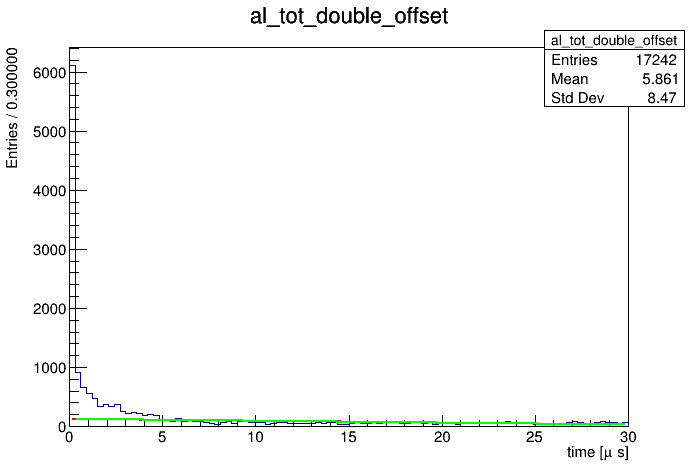 al_tot_double_offset
al_tot_double_offset
Entries 17242
Mean 5.861
Std Dev 8.47
Entries / 0.300000
6000
5000
4000
3000
2000
1000
0
0 5 10 15 20 25 30
time [μ s]